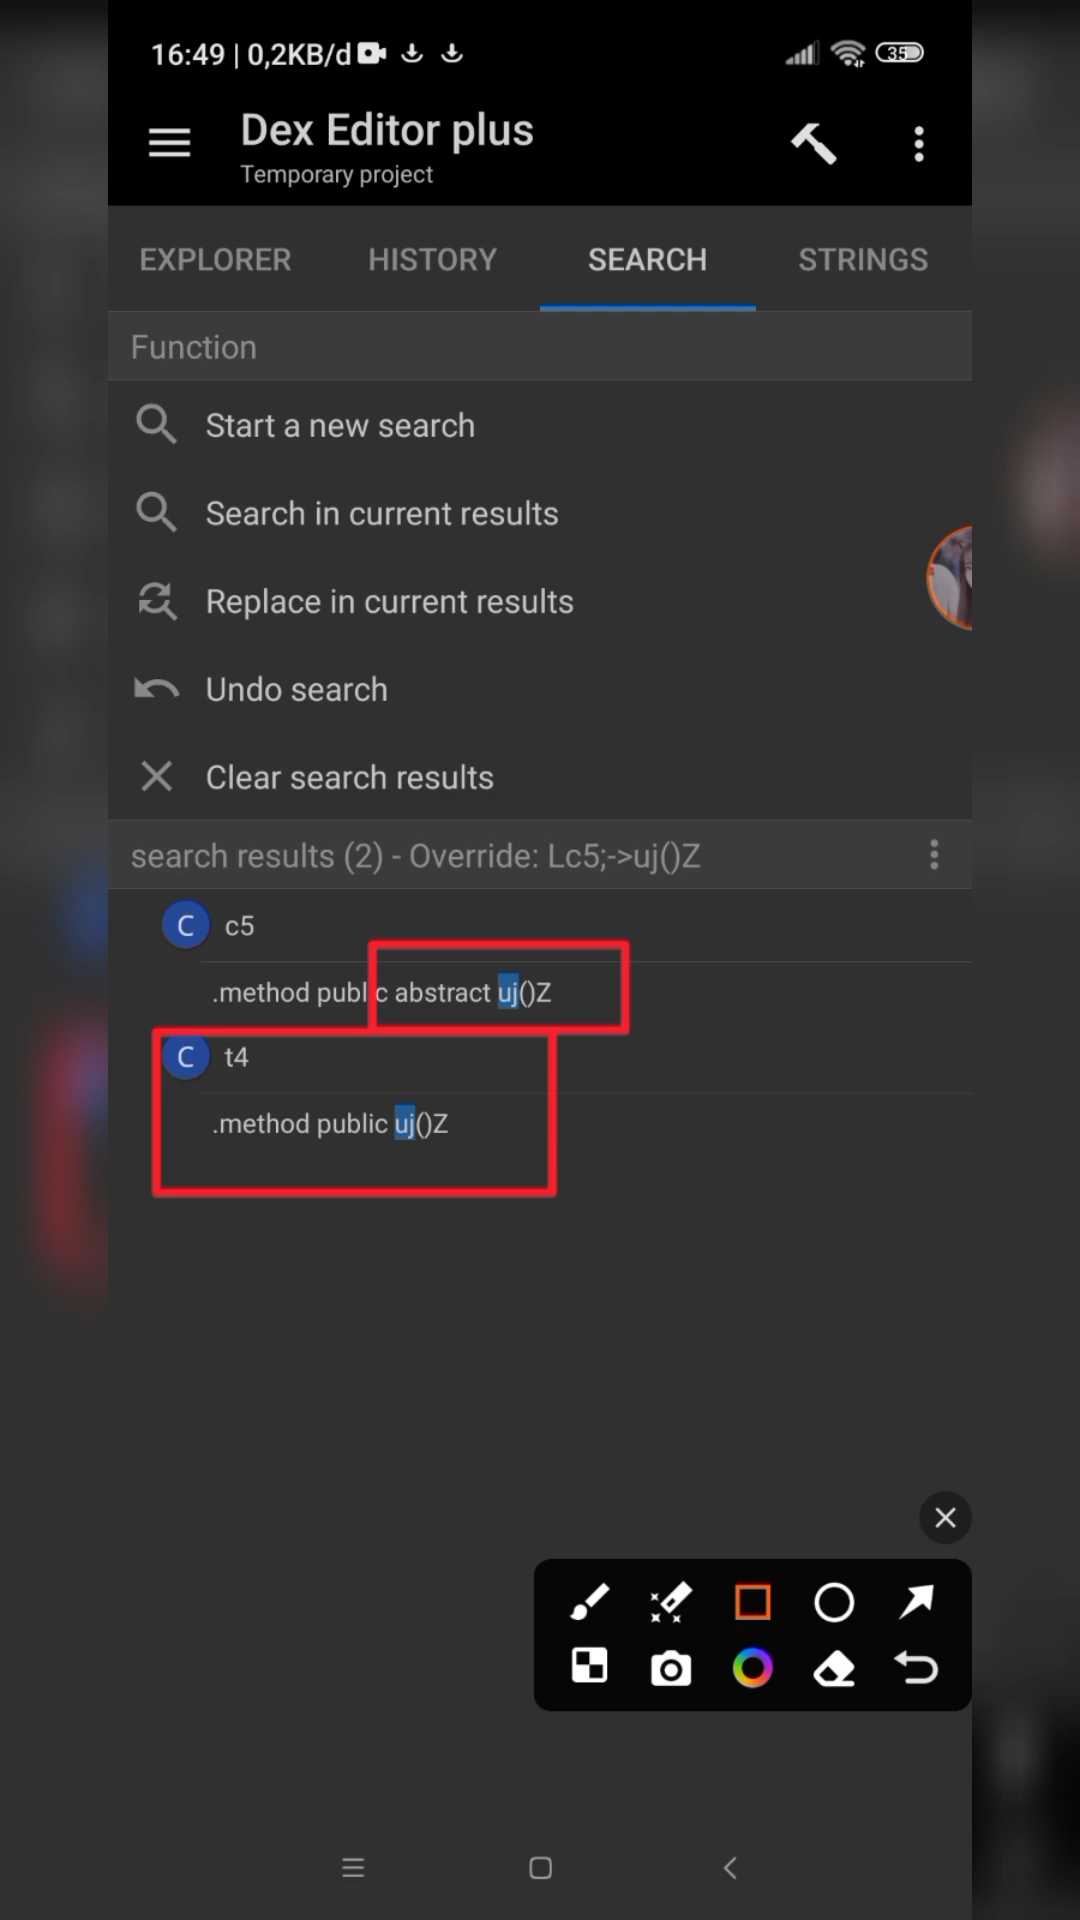 16:49 | 0,2KB/d
35
Dex Editor plus
Temporary project
EXPLORER HISTORY SEARCH STRINGS
Function
Start a new search
Search in current results
Replace in current results
Undo search
Clear search results
search results (2) - Override: Lc5;->uj()Z
C c5
.method public abstract uj()Z
C t4
.method public uj()Z